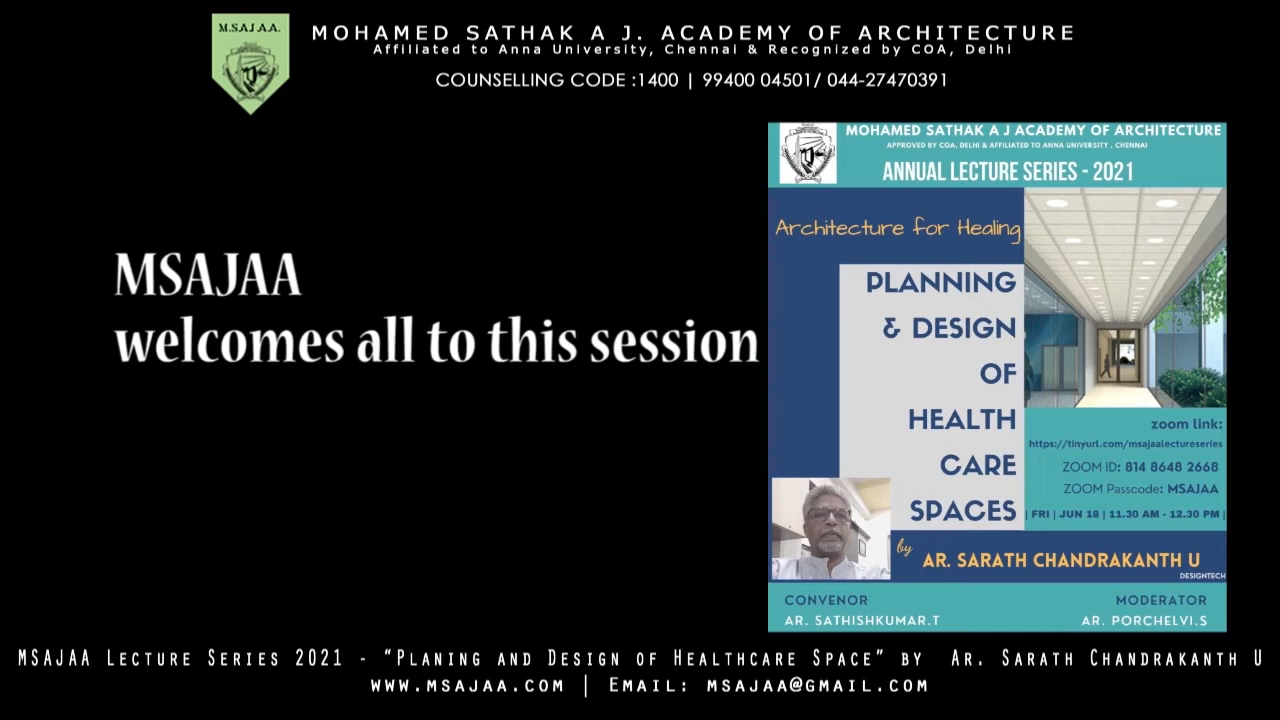 M.SAJAA.
MOHAMED SATHAK A J. ACADEMY OF ARCHITECTURE
Affiliated to Anna University, Chennai & Recognized by COA, Delhi
COUNSELLING CODE :1400 | 99400 04501/ 044-27470391
MSAJAA
welcomes all to this session
MOHAMED SATHAK A J ACADEMY OF ARCHITECTURE
APPROVED BY COA, DELHI & AFFILIATED TO ANNA UNIVERSITY , CHENNAI
ANNUAL LECTURE SERIES - 2021
Architecture for Healing
PLANNING
& DESIGN
OF
HEALTH
CARE
SPACES
zoom link:
https://tinyurl.com/msajaalectureseries
ZOOM ID: 814 8648 2668
ZOOM Passcode: MSAJAA
| FRI | JUN 18 | 11.30 AM - 12.30 PM |
by AR. SARATH CHANDRAKANTH U
DESIGNTECH
CONVENOR
AR. SATHISHKUMAR.T
MODERATOR
AR. PORCHELVI.S
MSAJAA Lecture Series 2021 - “Planing and Design of Healthcare Space” by Ar. Sarath Chandrakanth U
www.msajaa.com | Email: msajaa@gmail.com